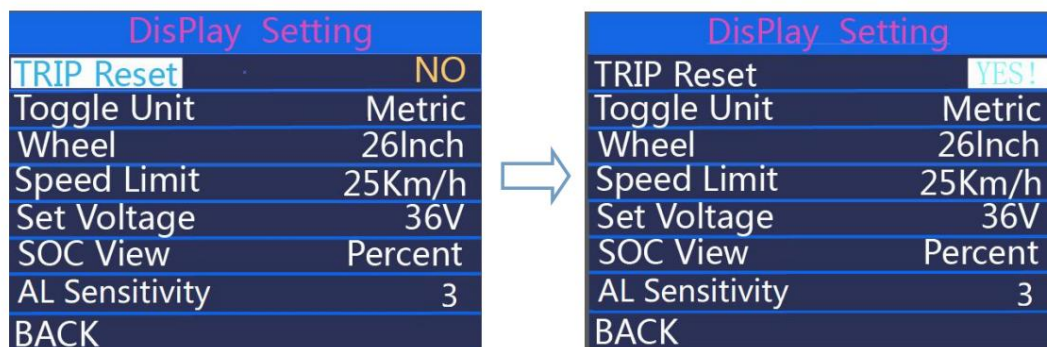 DisPlay Setting
TRIP Reset NO
Toggle Unit Metric
Wheel 26Inch
Speed Limit 25Km/h
Set Voltage 36V
SOC View Percent
AL Sensitivity 3
BACK
DisPlay Setting
TRIP Reset YES!
Toggle Unit Metric
Wheel 26Inch
Speed Limit 25Km/h
Set Voltage 36V
SOC View Percent
AL Sensitivity 3
BACK